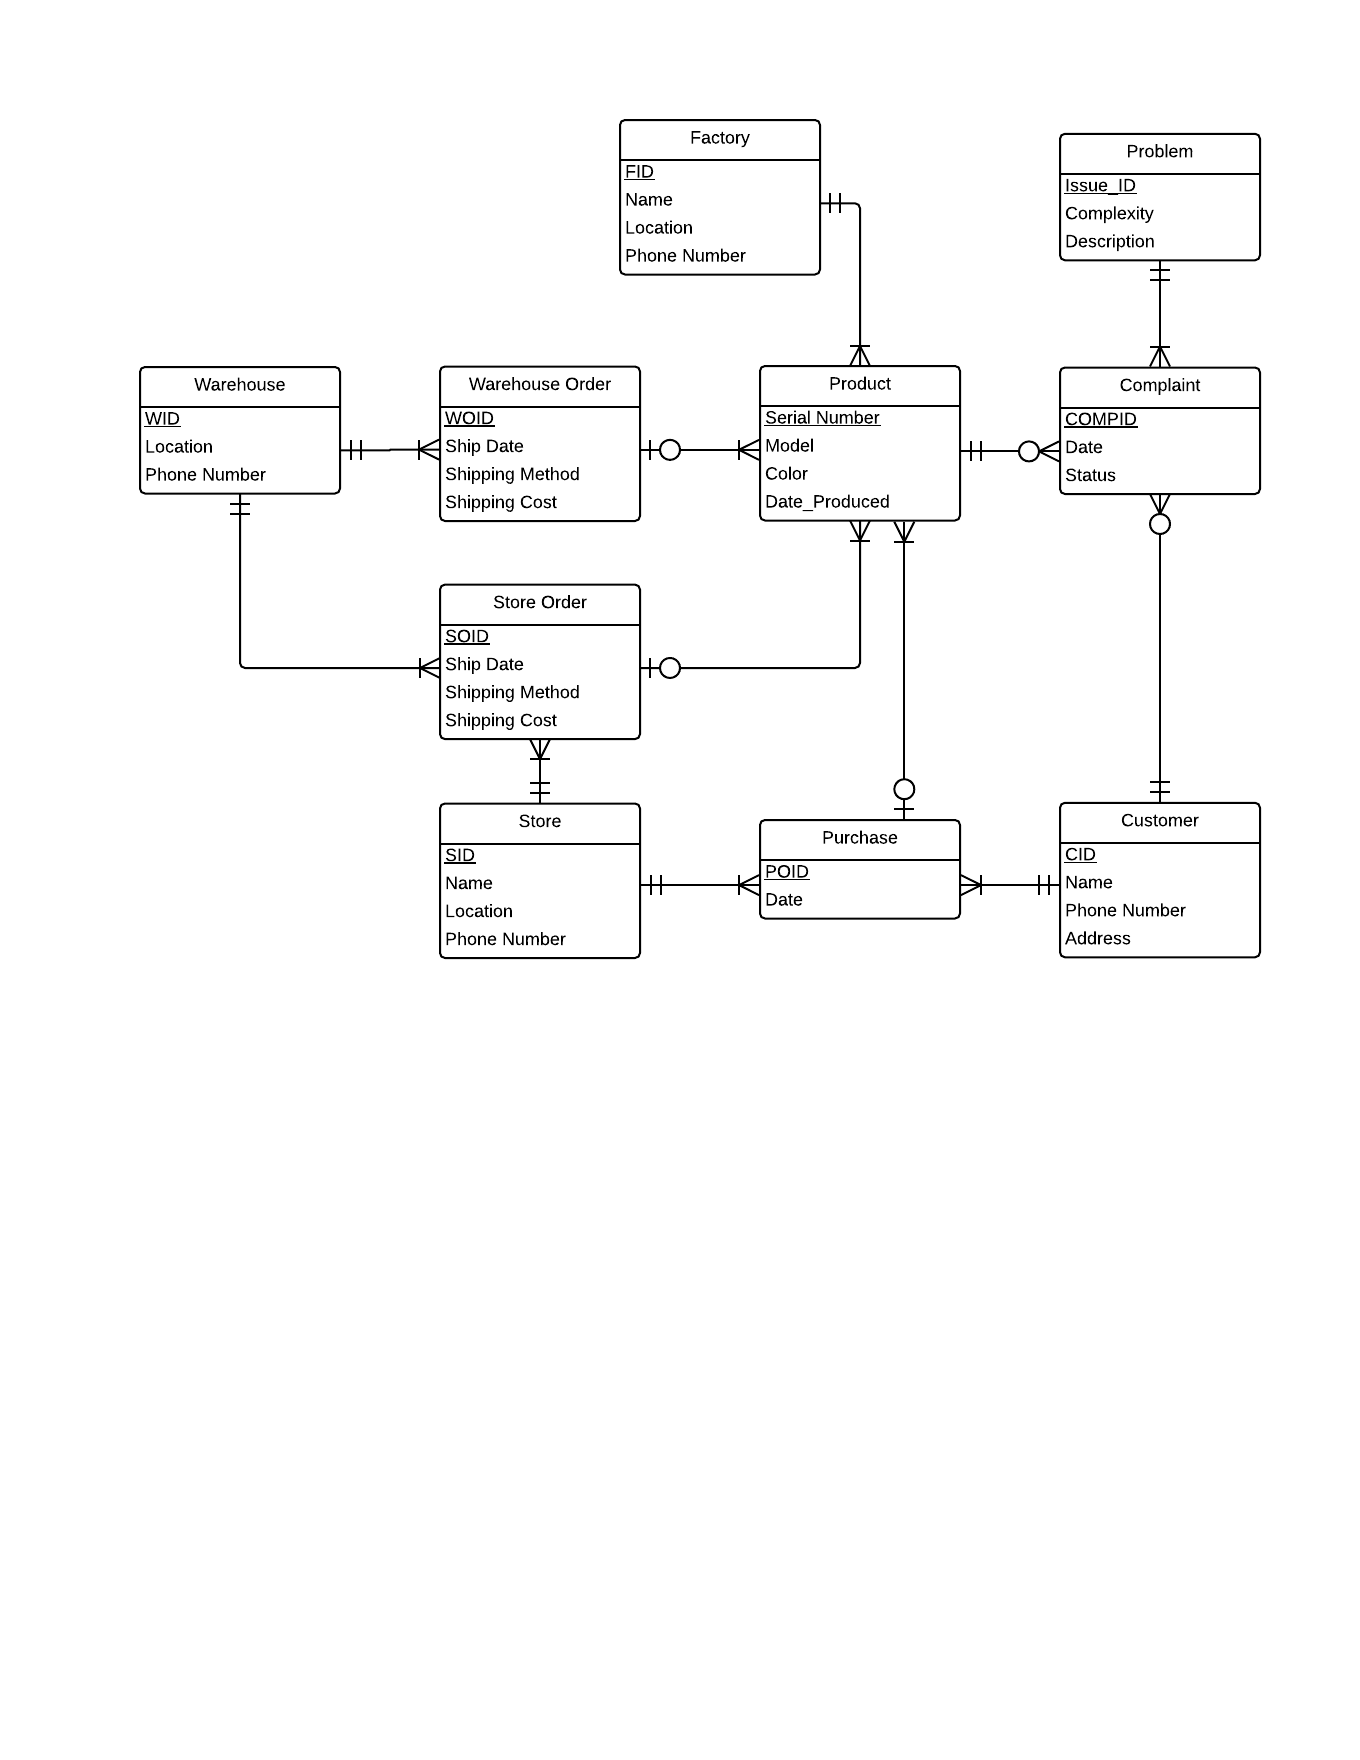 Factory
FID
Name
Location
Phone Number
Problem
Issue_ID
Complexity
Description
Warehouse
WID
Location
Phone Number
Warehouse Order
WOID
Ship Date
Shipping Method
Shipping Cost
Product
Serial Number
Model
Color
Date_Produced
Complaint
COMPID
Date
Status
Store Order
SOID
Ship Date
Shipping Method
Shipping Cost
Store
SID
Name
Location
Phone Number
Purchase
POID
Date
Customer
CID
Name
Phone Number
Address